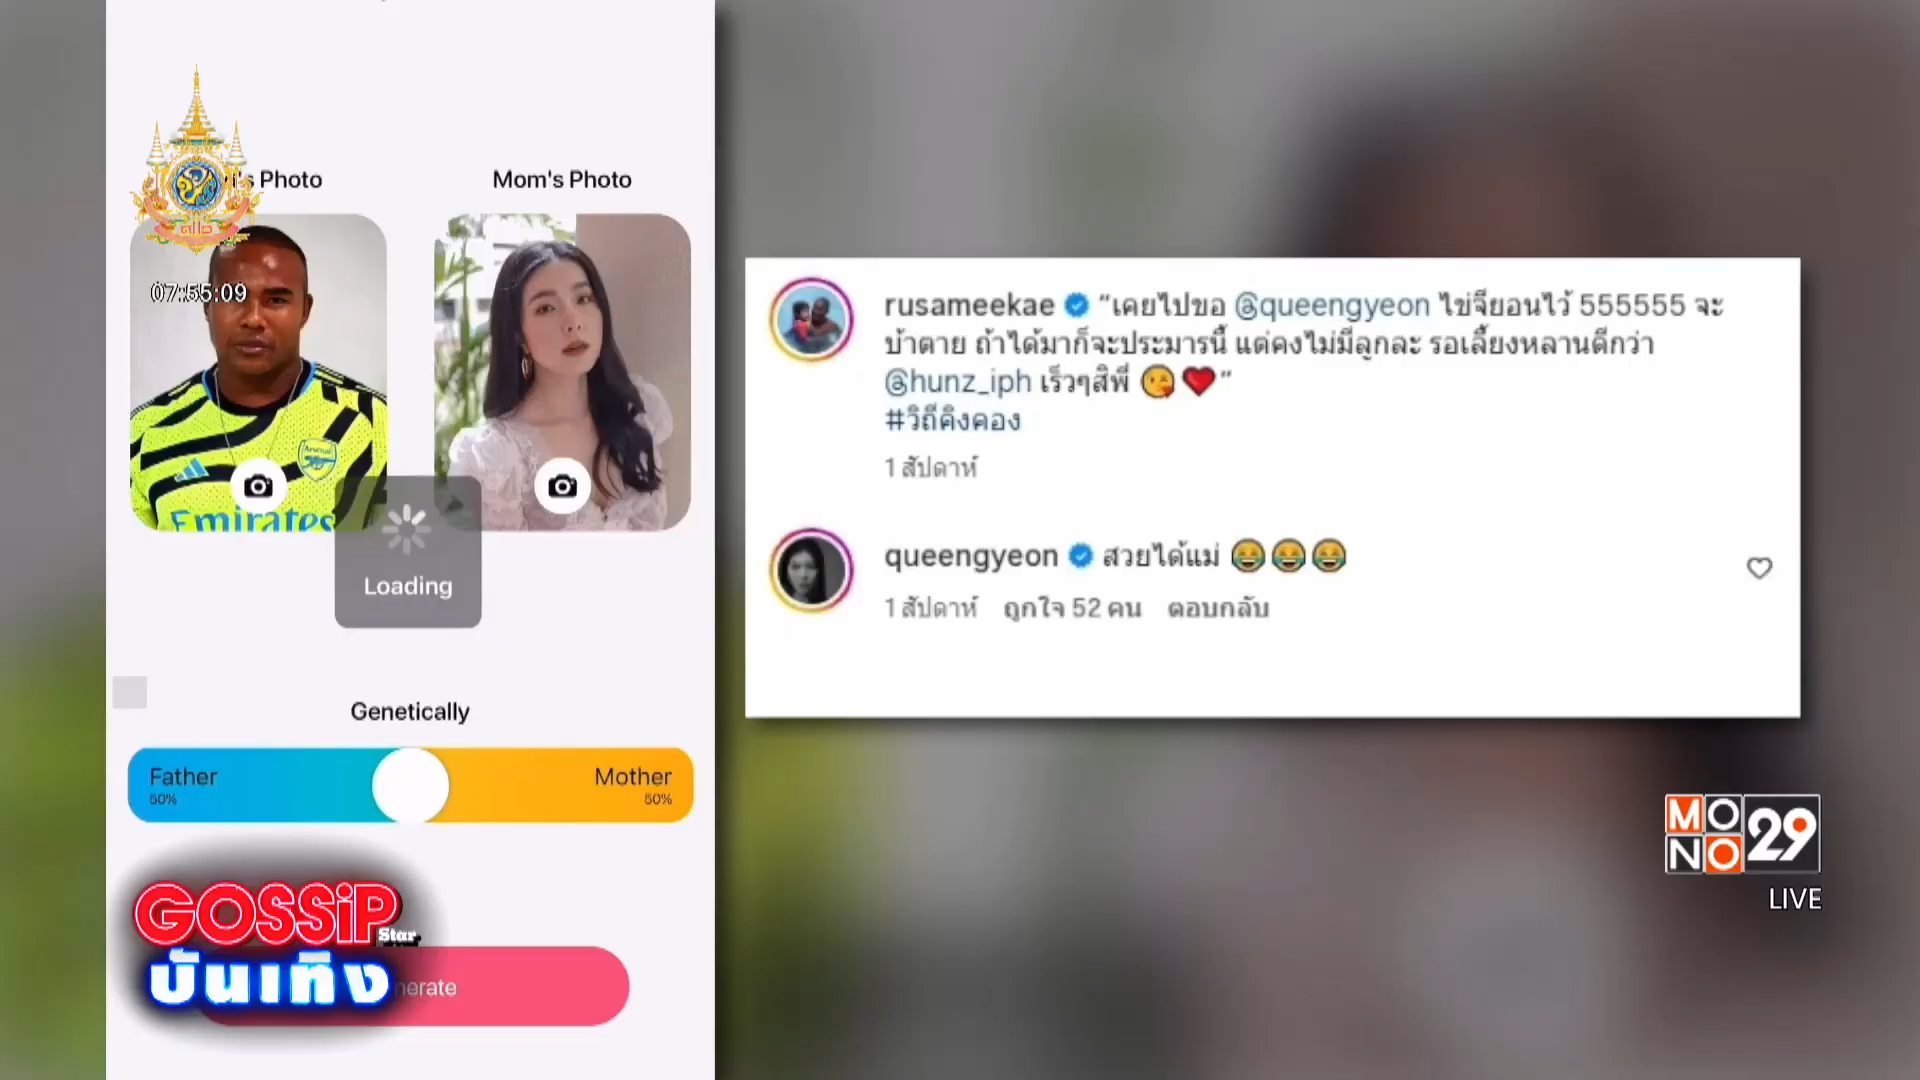 's Photo
Mom's Photo
07:55:09
Emirates
Arsenal
Loading
Genetically
Father
50%
Mother
50%
GOSSiP
Star
บันเทิง
nerate
rusameekae “เคยไปขอ @queengyeon ไข่จียอนไว้ 555555 จะ
บ้าตาย ถ้าได้มาก็จะประมารนี้ แต่คงไม่มีลูกละ รอเลี้ยงหลานดีกว่า
@hunz_iph เร็วๆสิพี่ 😘❤️”
#วิถีคิงคอง
1 สัปดาห์
queengyeon สวยได้แม่ 😂😂😂
1 สัปดาห์ ถูกใจ 52 คน ตอบกลับ
MONO 29
LIVE